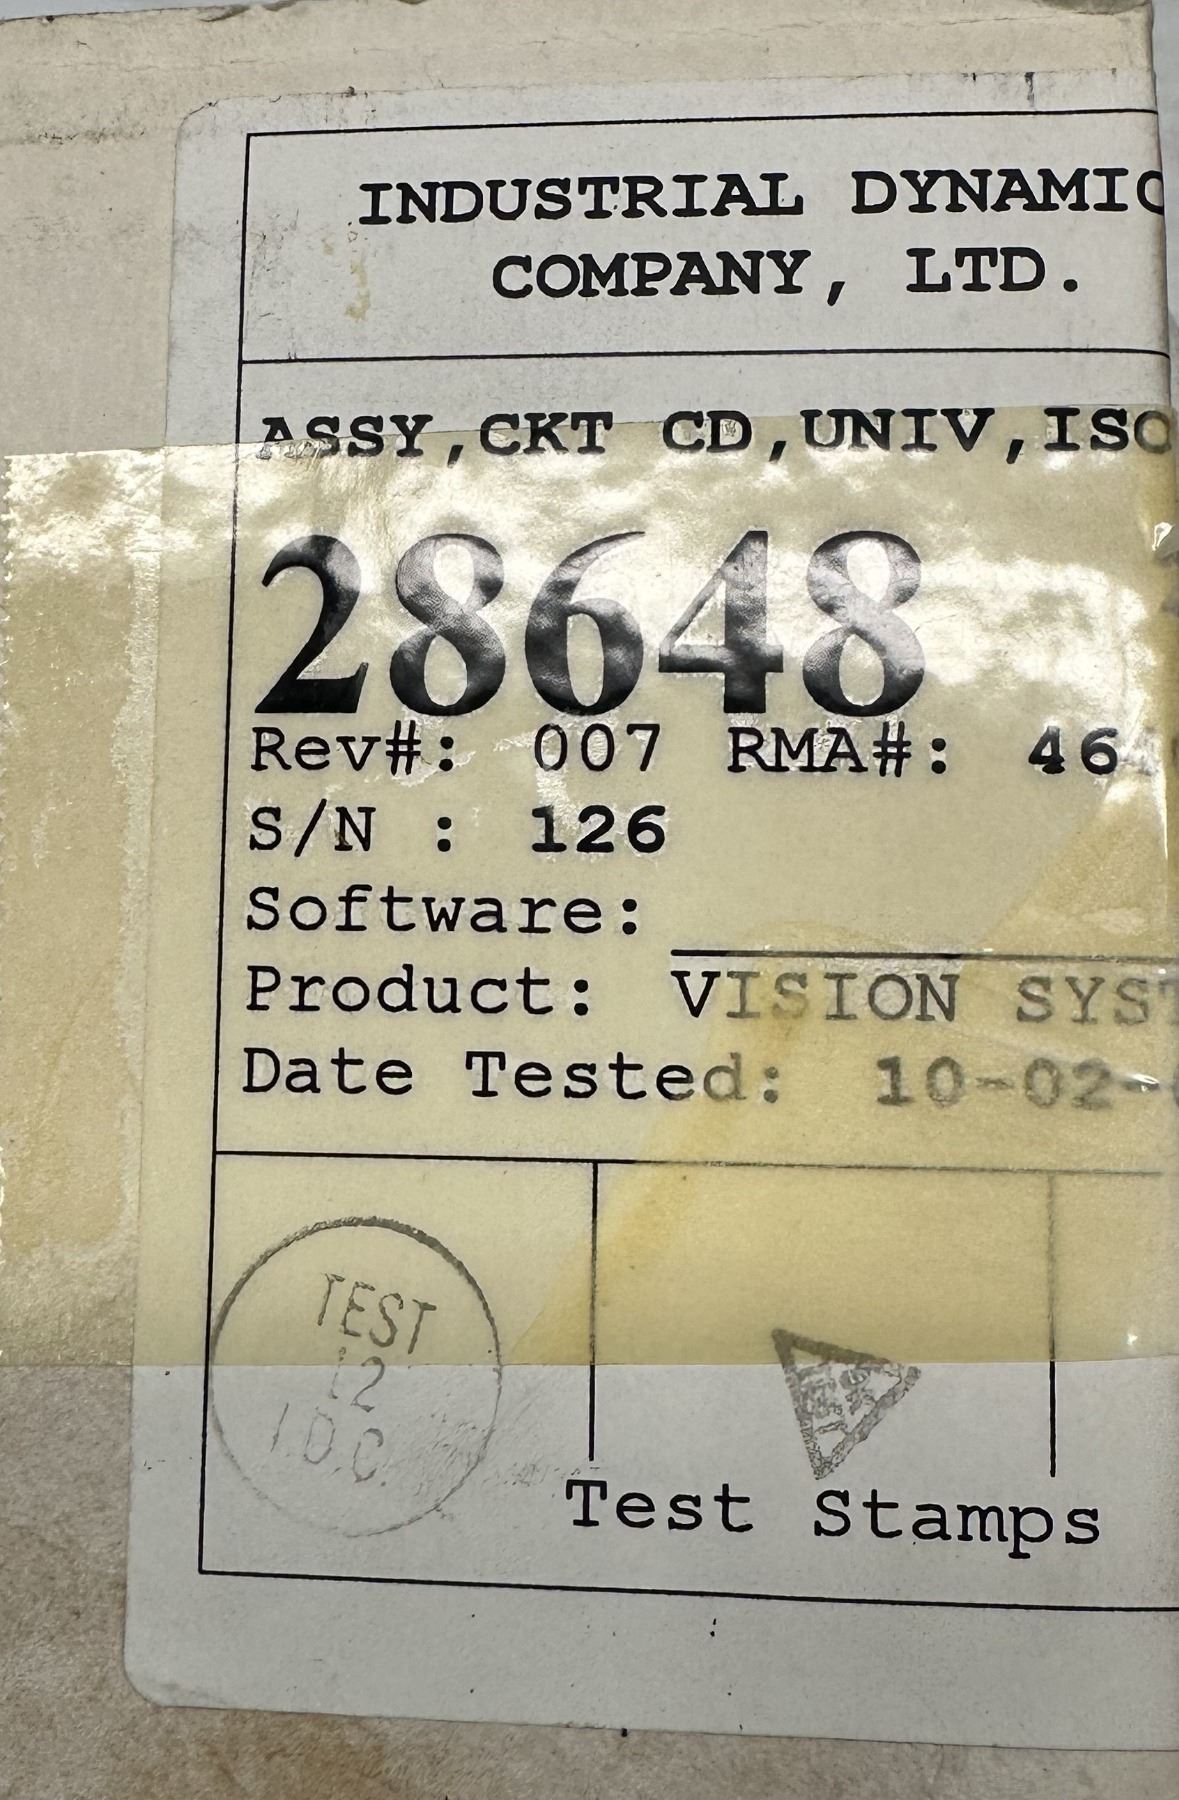 INDUSTRIAL DYNAMIC
COMPANY, LTD.
ASSY,CKT CD,UNIV,ISO
28648
Rev#: 007 RMA#: 46
S/N : 126
Software:
Product: VISION SYST
Date Tested: 10-02-
TEST
12
I.D.C.
Test Stamps